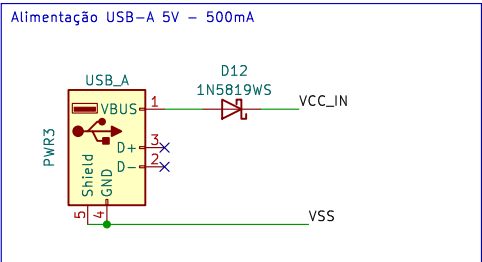 Alimentação USB-A 5V - 500mA
USB_A
D12
1N5819WS
VBUS
1
VCC_IN
PWR3
D+
3
D-
2
Shield
GND
5
4
VSS